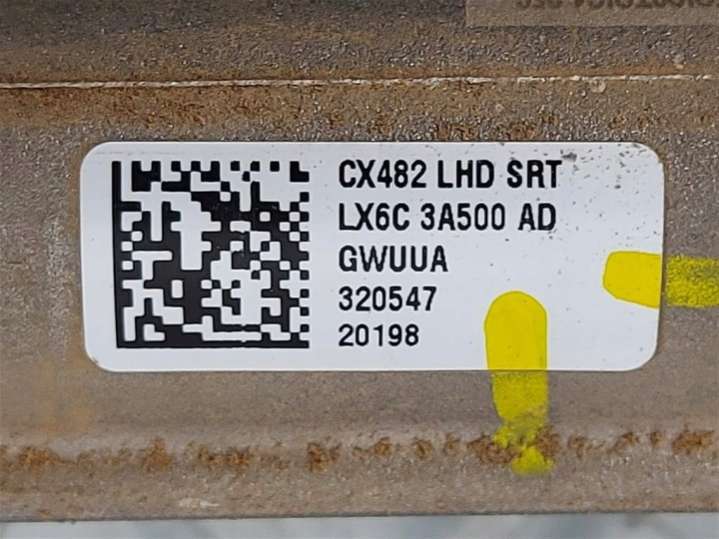 CX482 LHD SRT
LX6C 3A500 AD
GWUUA
320547
20198